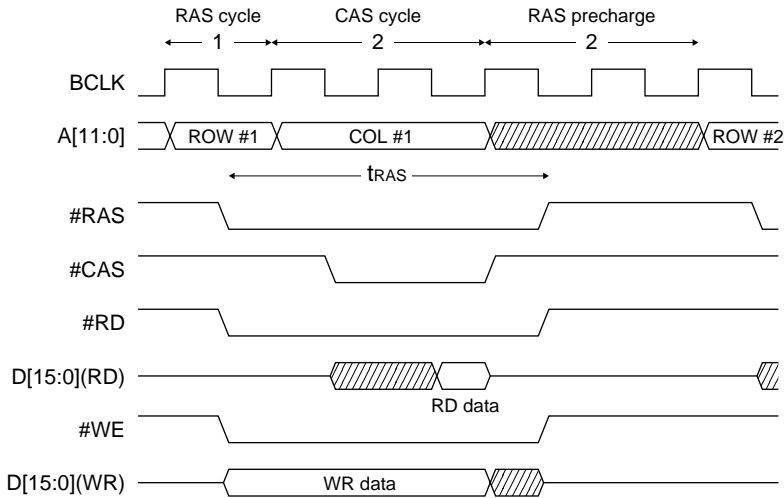 RAS cycle CAS cycle RAS precharge
1 2 2
BCLK
A[11:0] ROW #1 COL #1 ROW #2
tRAS
#RAS
#CAS
#RD
D[15:0](RD)
RD data
#WE
D[15:0](WR) WR data